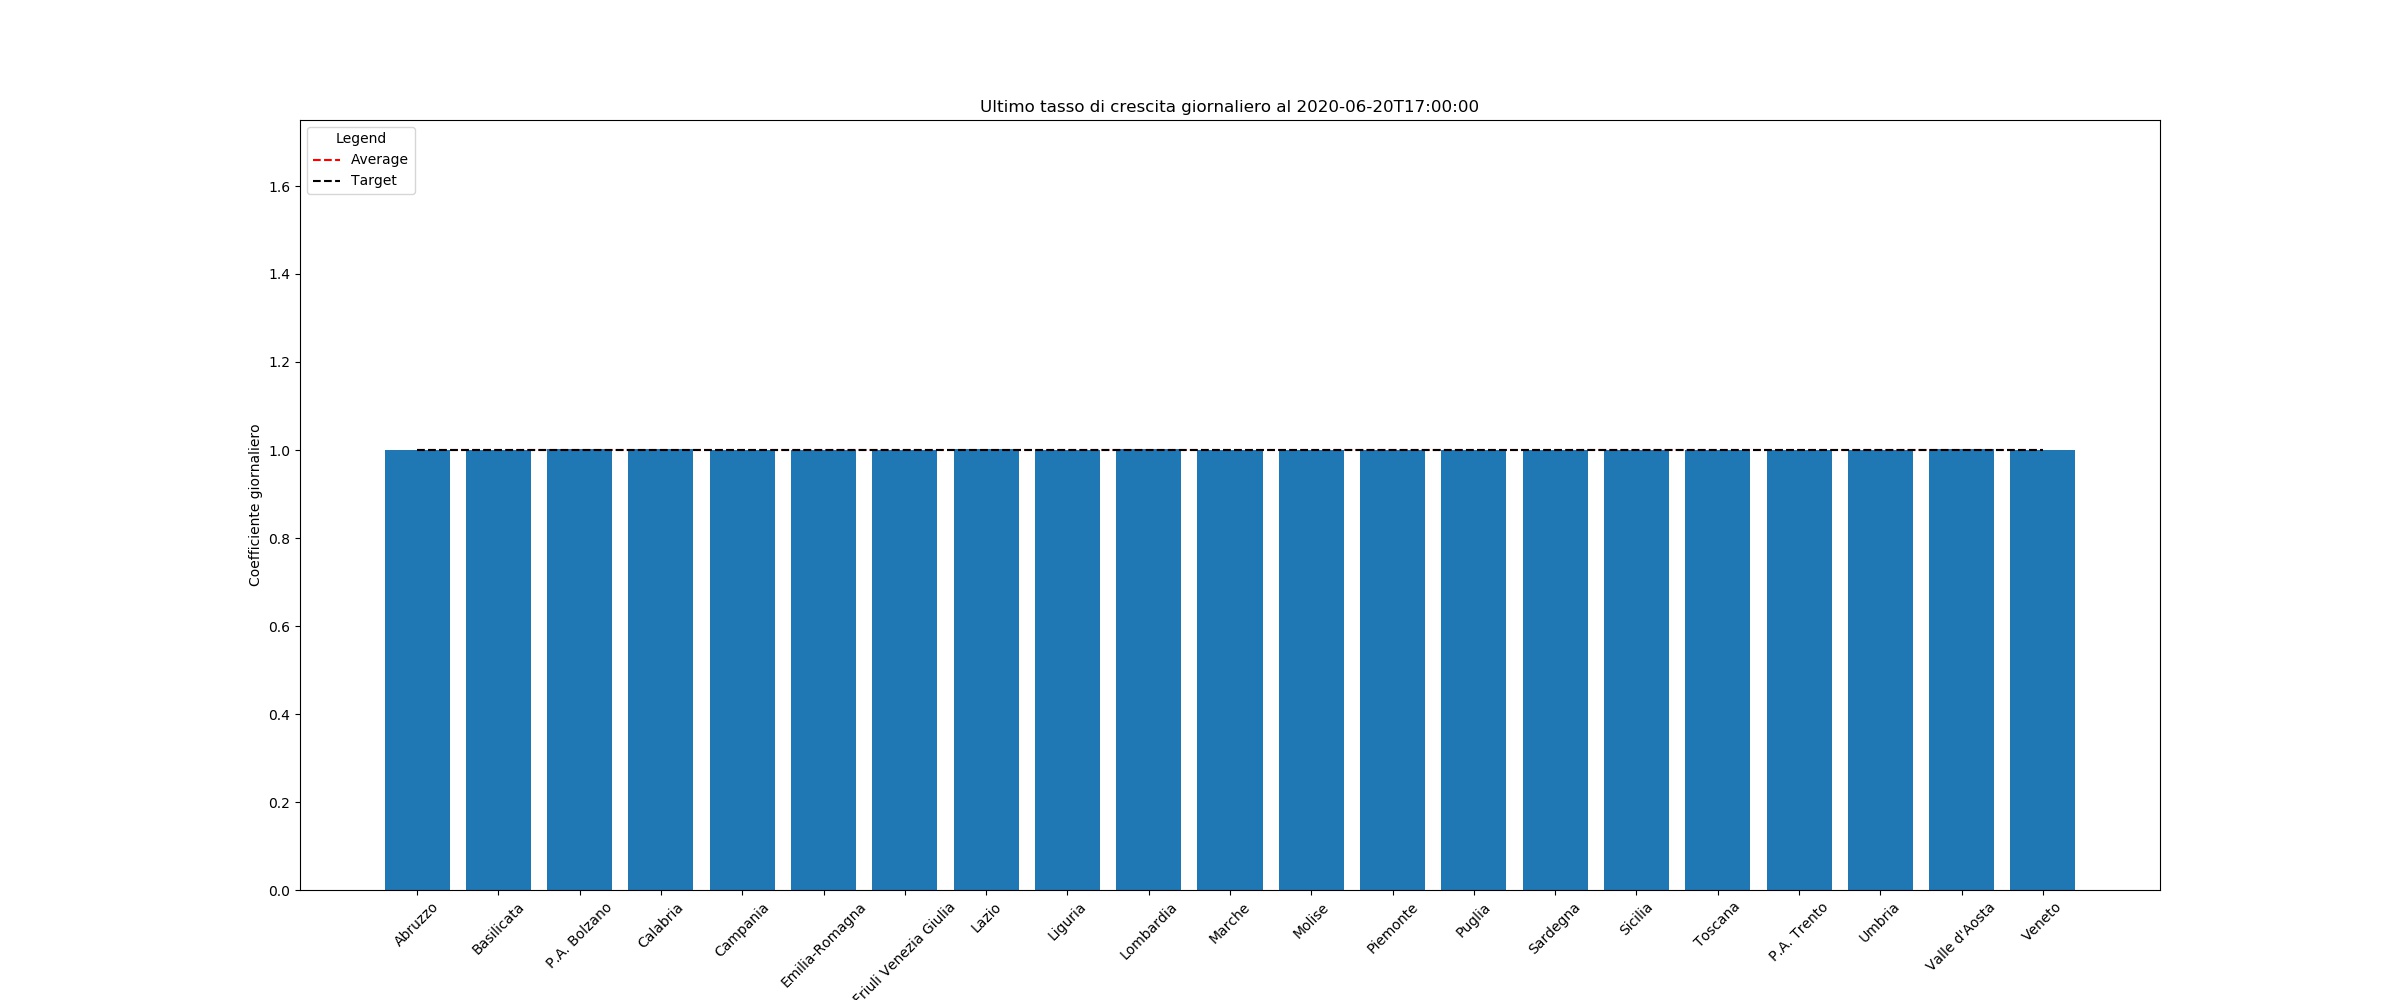 Ultimo tasso di crescita giornaliero al 2020-06-20T17:00:00
Legend
Average
Target
1.6
1.4
1.2
1.0
0.8
0.6
0.4
0.2
0.0
Coefficiente giornaliero
Abruzzo
Basilicata
P.A. Bolzano
Calabria
Campania
Emilia-Romagna
Friuli Venezia Giulia
Lazio
Liguria
Lombardia
Marche
Molise
Piemonte
Puglia
Sardegna
Sicilia
Toscana
P.A. Trento
Umbria
Valle d'Aosta
Veneto